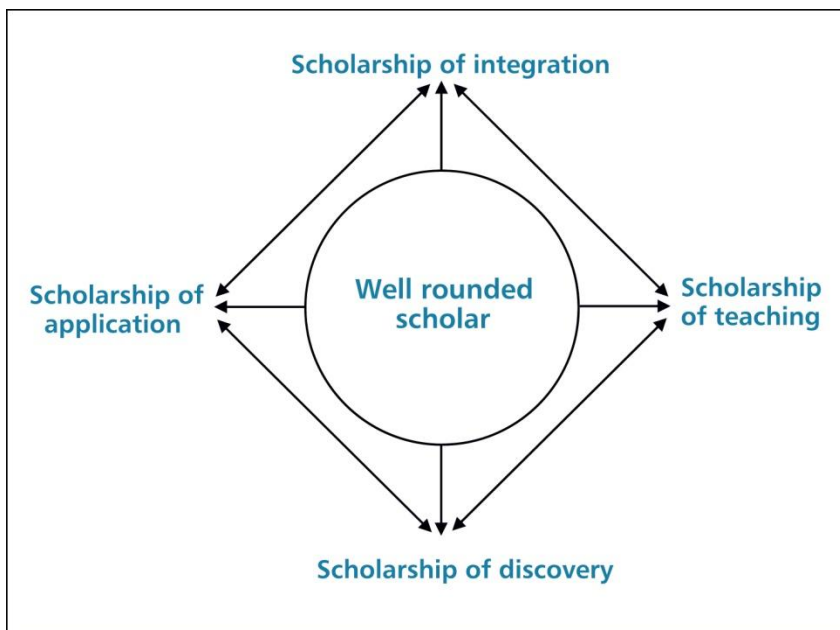 Scholarship of integration
Scholarship of
application
Well rounded
scholar
Scholarship
of teaching
Scholarship of discovery